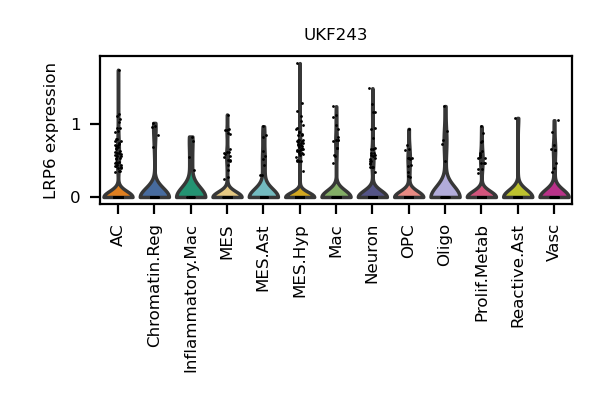 UKF243
LRP6 expression
1
0
AC
Chromatin.Reg
Inflammatory.Mac
MES
MES.Ast
MES.Hyp
Mac
Neuron
OPC
Oligo
Prolif.Metab
Reactive.Ast
Vasc